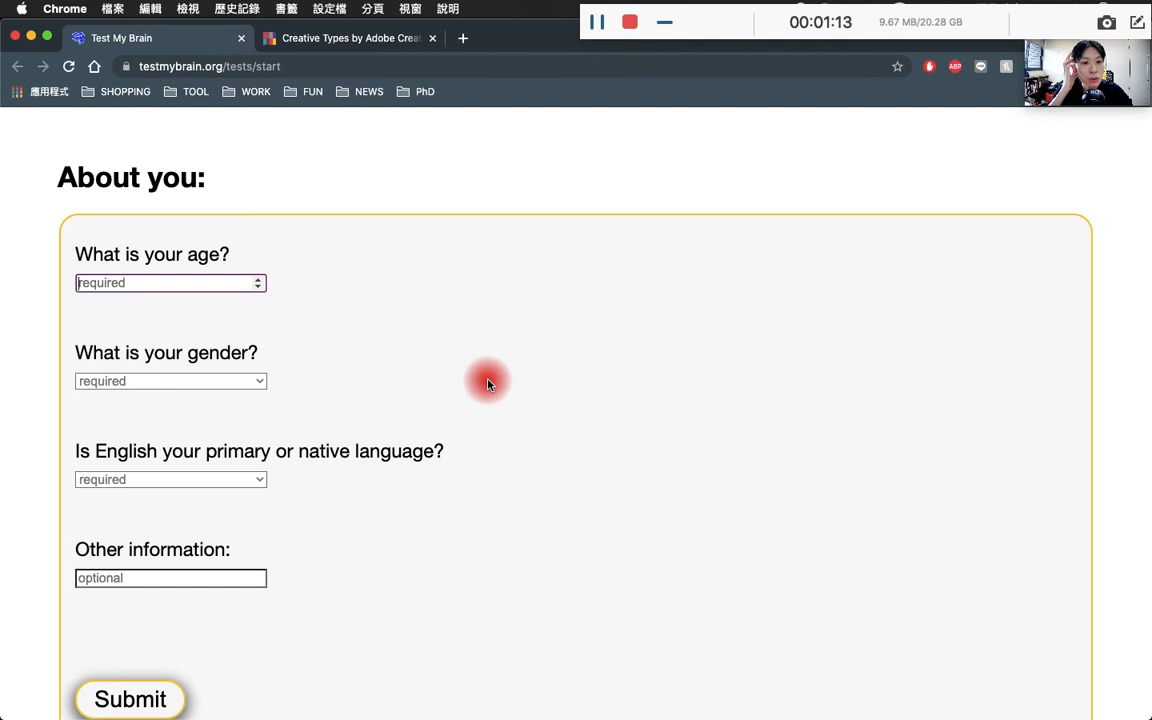 Chrome 檔案 編輯 檢視 歷史記錄 書籤 設定檔 分頁 視窗 說明
00:01:13 9.67 MB/20.28 GB
Test My Brain
Creative Types by Adobe Creat
testmybrain.org/tests/start
ABP
應用程式 SHOPPING TOOL WORK FUN NEWS PhD
About you:
What is your age?
required
What is your gender?
required
Is English your primary or native language?
required
Other information:
optional
Submit